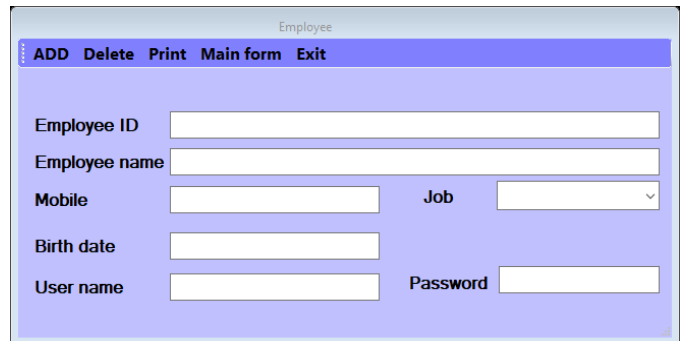 Employee
ADD Delete Print Main form Exit
Employee ID
Employee name
Mobile Job
Birth date
User name Password